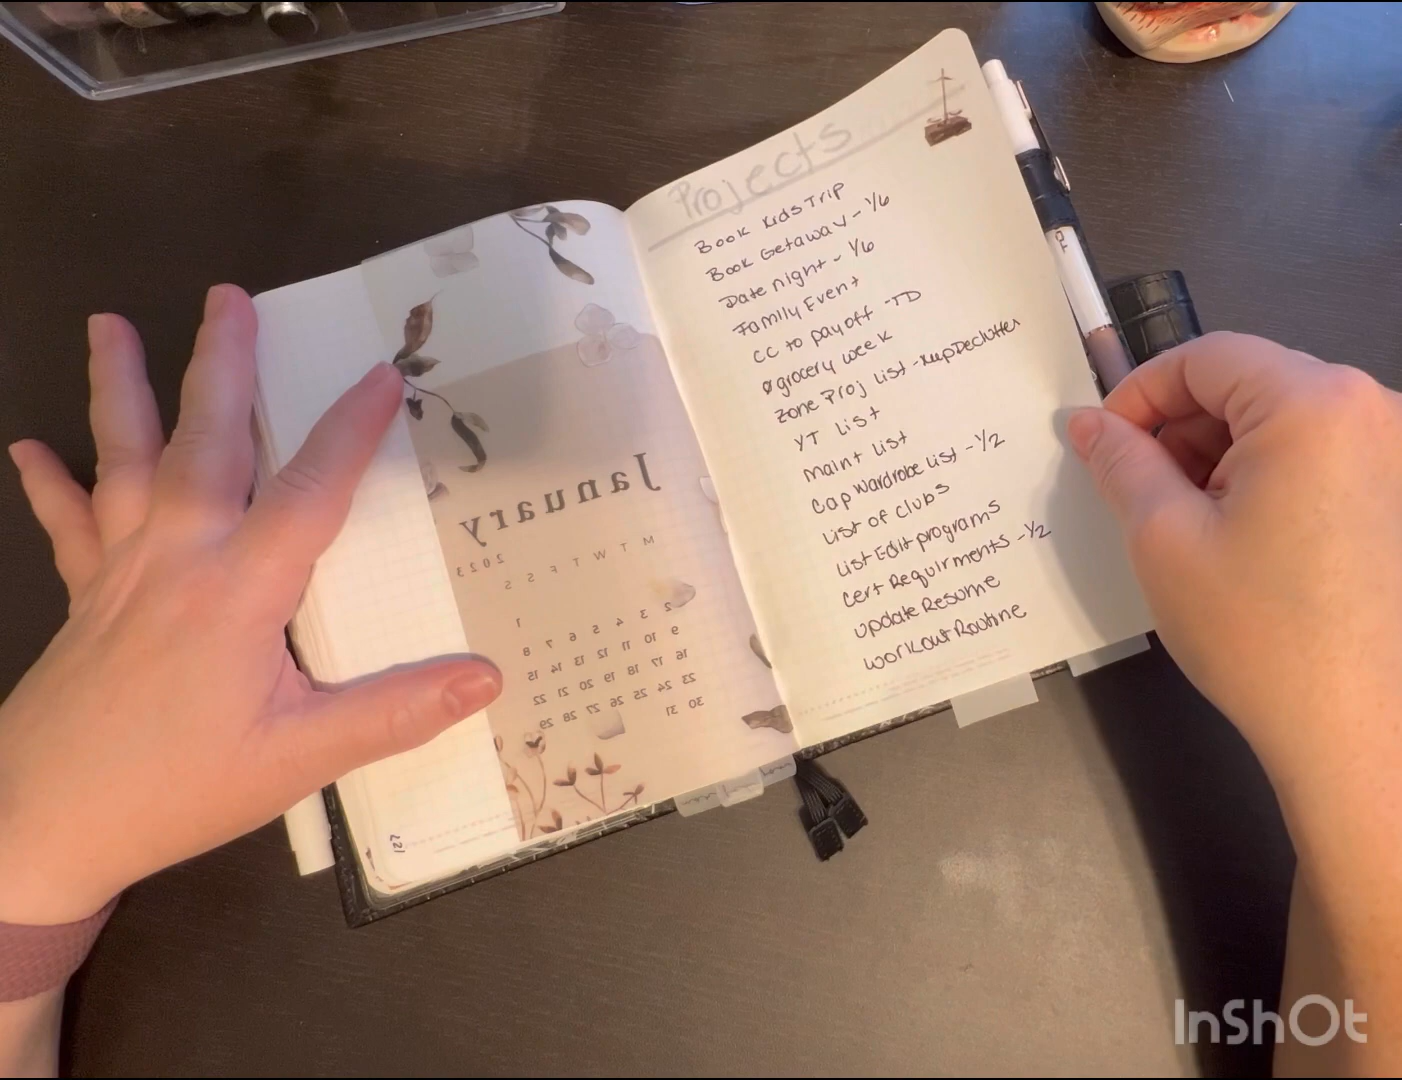 January
2023
M T W T F S S
1
2 3 4 5 6 7 8
9 10 11 12 13 14 15
16 17 18 19 20 21 22
23 24 25 26 27 28 29
30 31
Projects
Book Kids Trip
Book Getaway - 1/6
Date night - 1/6
Family Event
CC to pay off - TD
grocery week
Zone Proj List - Keep Declutter
YT List
Maint List
Cap Wardrobe List - 1/2
List of Clubs
List Edit programs
Cert Requirments - 1/2
Update Resume
Workout Routine
InShOt